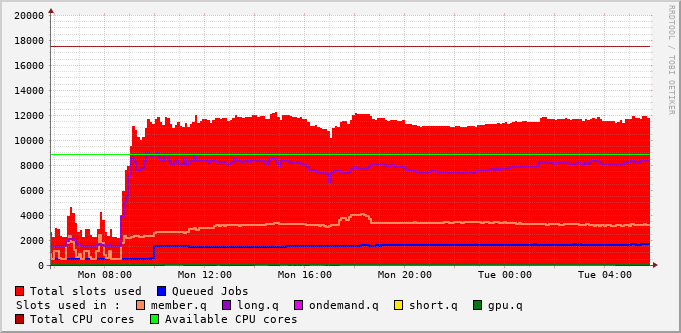 20000
18000
16000
14000
12000
10000
8000
6000
4000
2000
0
Mon 08:00 Mon 12:00 Mon 16:00 Mon 20:00 Tue 00:00 Tue 04:00
RRDTOOL / TOBI OETIKER
Total slots used Queued Jobs
Slots used in : member.q long.q ondemand.q short.q gpu.q
Total CPU cores Available CPU cores